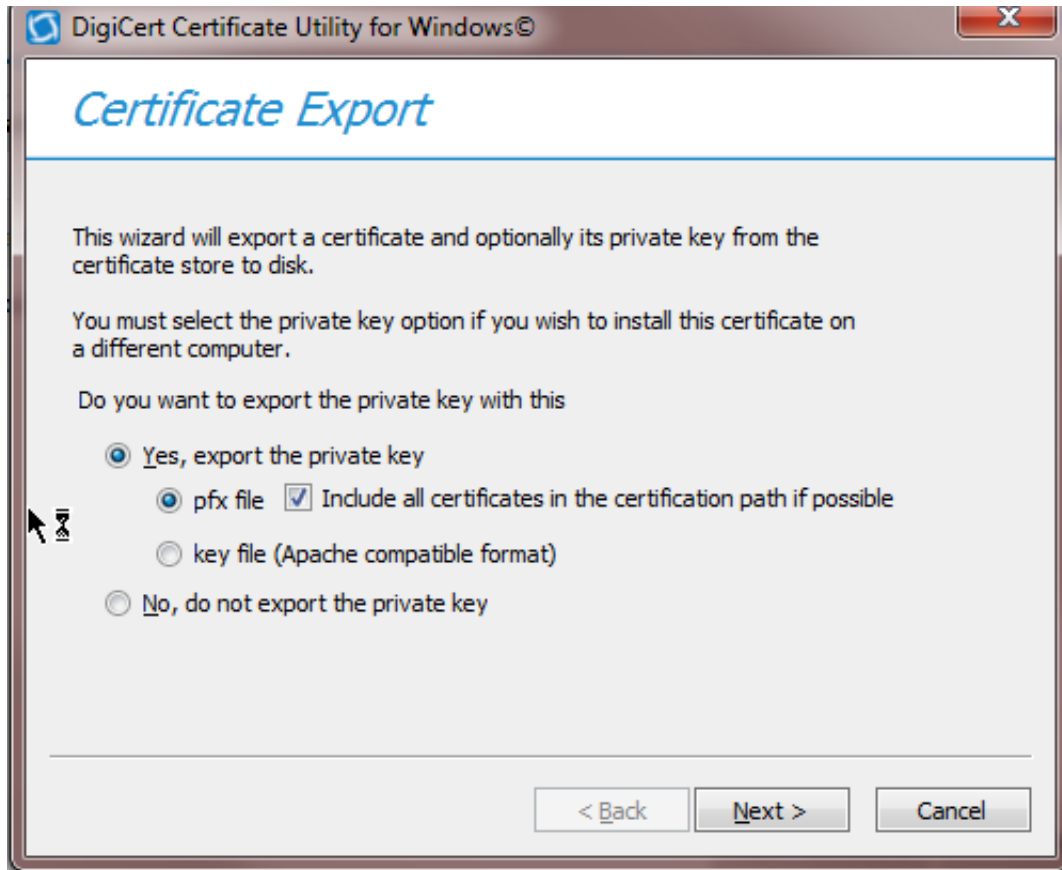 DigiCert Certificate Utility for Windows©
X
Certificate Export
This wizard will export a certificate and optionally its private key from the
certificate store to disk.
You must select the private key option if you wish to install this certificate on
a different computer.
Do you want to export the private key with this
Yes, export the private key
pfx file Include all certificates in the certification path if possible
key file (Apache compatible format)
No, do not export the private key
< Back Next > Cancel